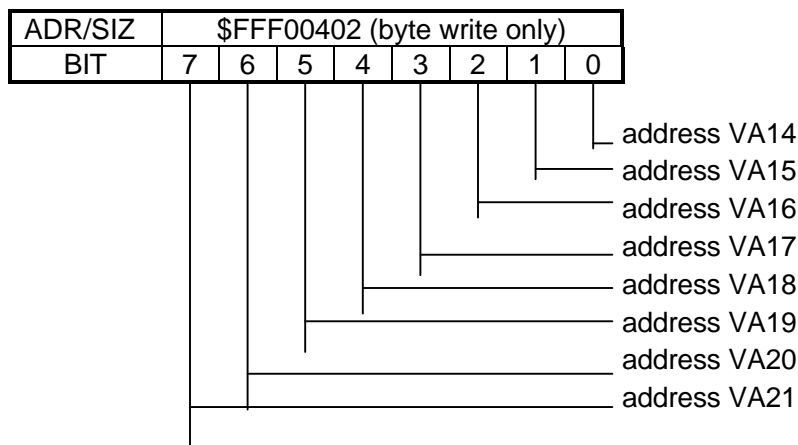 ADR/SIZ $FFF00402 (byte write only)
BIT 7 6 5 4 3 2 1 0
address VA14
address VA15
address VA16
address VA17
address VA18
address VA19
address VA20
address VA21